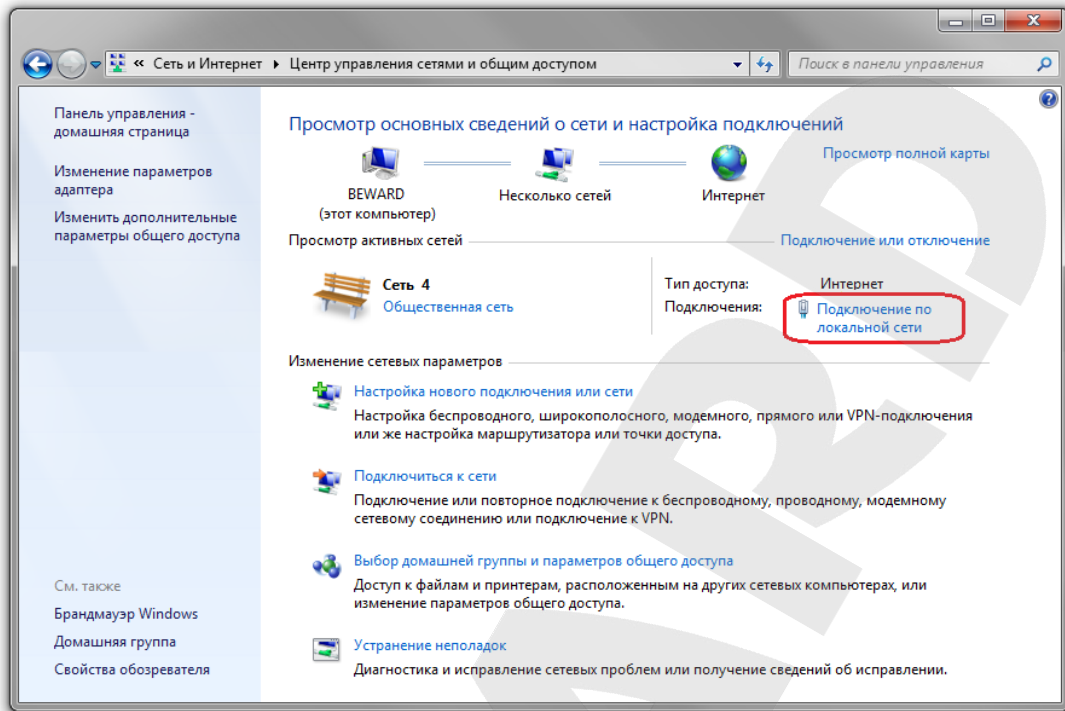 « Сеть и Интернет ▸ Центр управления сетями и общим доступом
Поиск в панели управления
Панель управления -
домашняя страница
Изменение параметров
адаптера
Изменить дополнительные
параметры общего доступа
Просмотр основных сведений о сети и настройка подключений
Просмотр полной карты
BEWARD
(этот компьютер)
Несколько сетей
Интернет
Просмотр активных сетей
Подключение или отключение
Сеть 4
Общественная сеть
Тип доступа: Интернет
Подключения: Подключение по
локальной сети
Изменение сетевых параметров
Настройка нового подключения или сети
Настройка беспроводного, широкополосного, модемного, прямого или VPN-подключения
или же настройка маршрутизатора или точки доступа.
Подключиться к сети
Подключение или повторное подключение к беспроводному, проводному, модемному
сетевому соединению или подключение к VPN.
Выбор домашней группы и параметров общего доступа
Доступ к файлам и принтерам, расположенным на других сетевых компьютерах, или
изменение параметров общего доступа.
Устранение неполадок
Диагностика и исправление сетевых проблем или получение сведений об исправлении.
См. также
Брандмауэр Windows
Домашняя группа
Свойства обозревателя
ARD